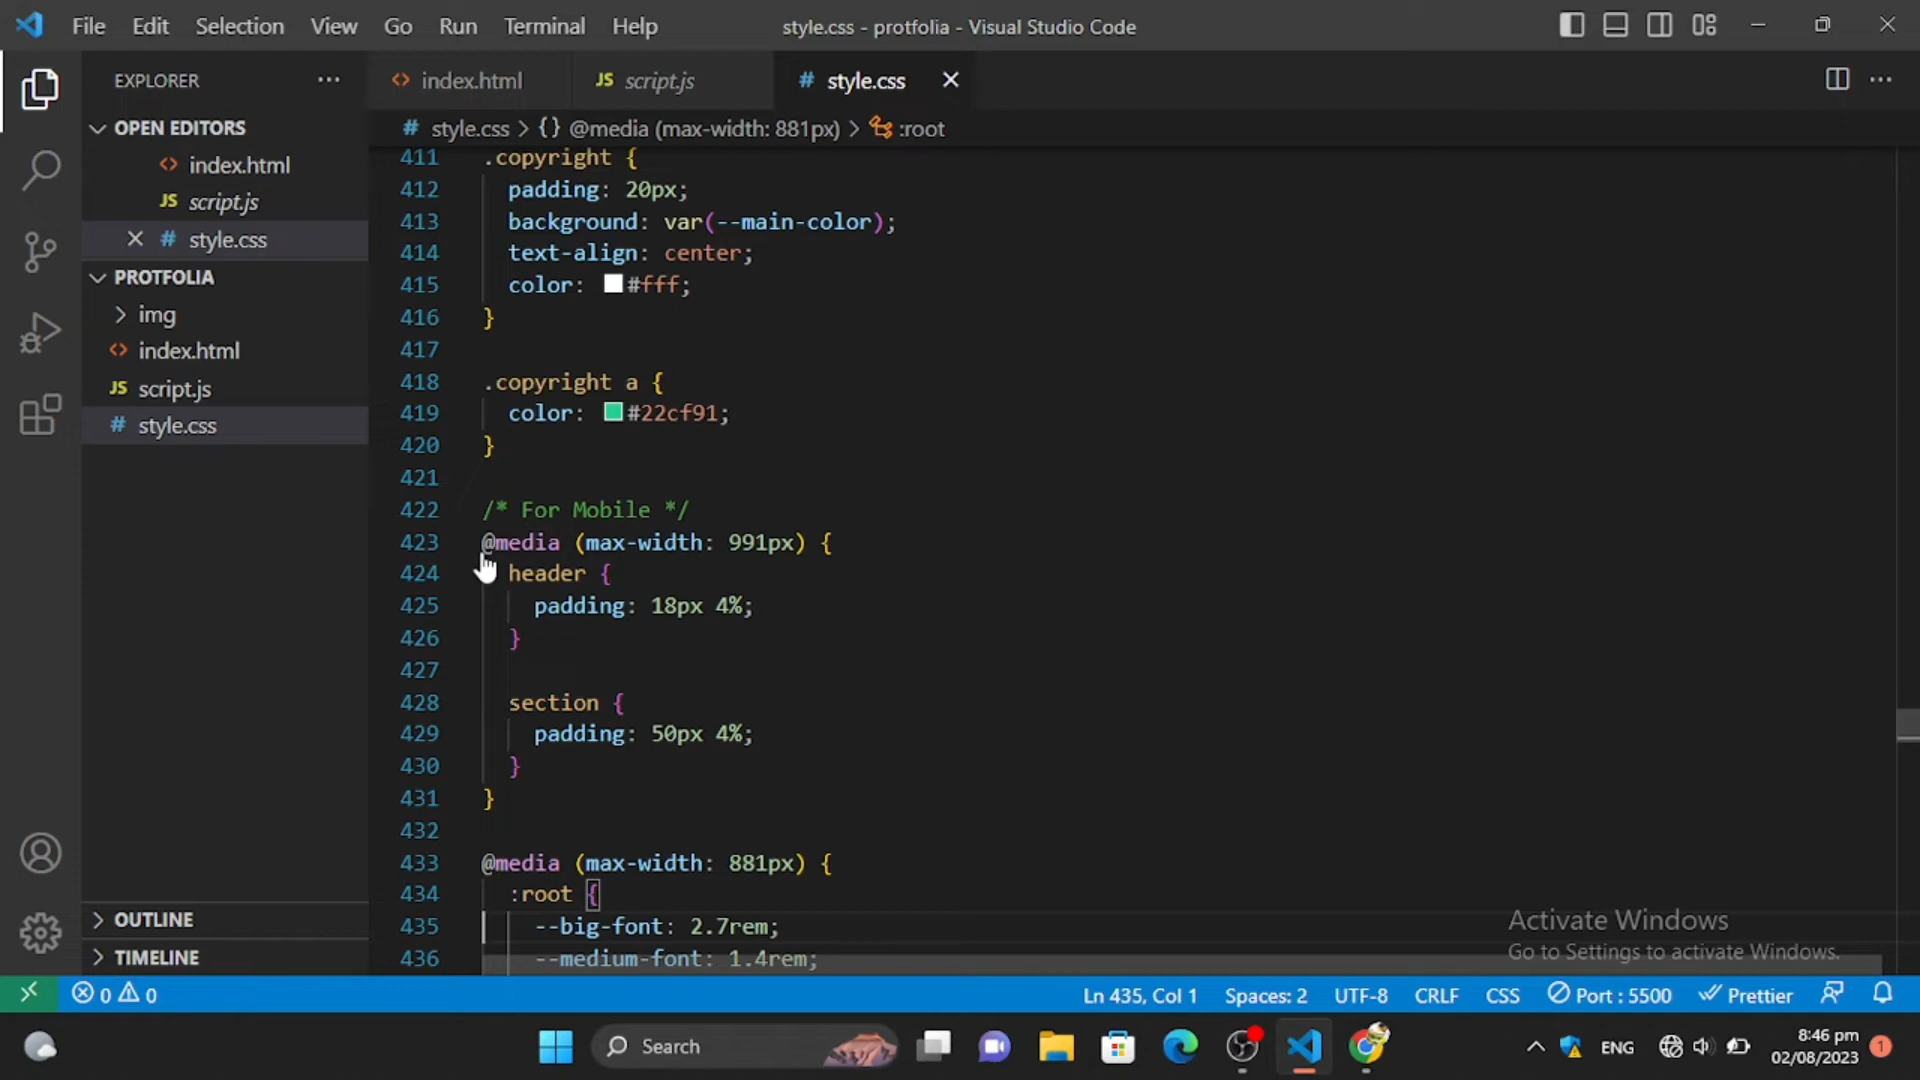 File Edit Selection View Go Run Terminal Help style.css - protfolia - Visual Studio Code
EXPLORER
index.html JS script.js # style.css
OPEN EDITORS
index.html
JS script.js
# style.css
PROTFOLIA
img
index.html
JS script.js
# style.css
OUTLINE
TIMELINE
# style.css > {} @media (max-width: 881px) > :root
411 .copyright {
412 padding: 20px;
413 background: var(--main-color);
414 text-align: center;
415 color: #fff;
416 }
417
418 .copyright a {
419 color: #22cf91;
420 }
421
422 /* For Mobile */
423 @media (max-width: 991px) {
424 header {
425 padding: 18px 4%;
426 }
427
428 section {
429 padding: 50px 4%;
430 }
431 }
432
433 @media (max-width: 881px) {
434 :root {
435 --big-font: 2.7rem;
436 --medium-font: 1.4rem;
Activate Windows
Go to Settings to activate Windows.
0 0 Ln 435, Col 1 Spaces: 2 UTF-8 CRLF CSS Port : 5500 Prettier
Search
ENG
8:46 pm
02/08/2023
1